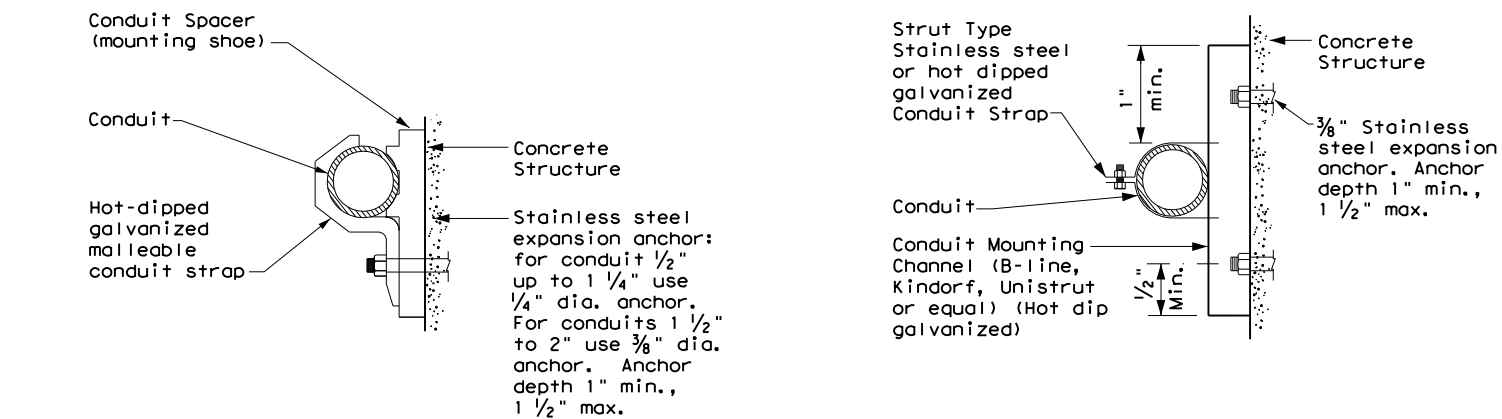 Conduit Spacer
(mounting shoe)
Conduit
Hot-dipped
galvanized
malleable
conduit strap
Concrete
Structure
Stainless steel
expansion anchor:
for conduit ½"
up to 1 ¼" use
¼" dia. anchor.
For conduits 1 ½"
to 2" use ⅜" dia.
anchor. Anchor
depth 1" min.,
1 ½" max.
Strut Type
Stainless steel
or hot dipped
galvanized
Conduit Strap
1"
min.
Concrete
Structure
⅜" Stainless
steel expansion
anchor. Anchor
depth 1" min.,
1 ½" max.
Conduit
Conduit Mounting
Channel (B-line,
Kindorf, Unistrut
or equal) (Hot dip
galvanized)
½"
Min.